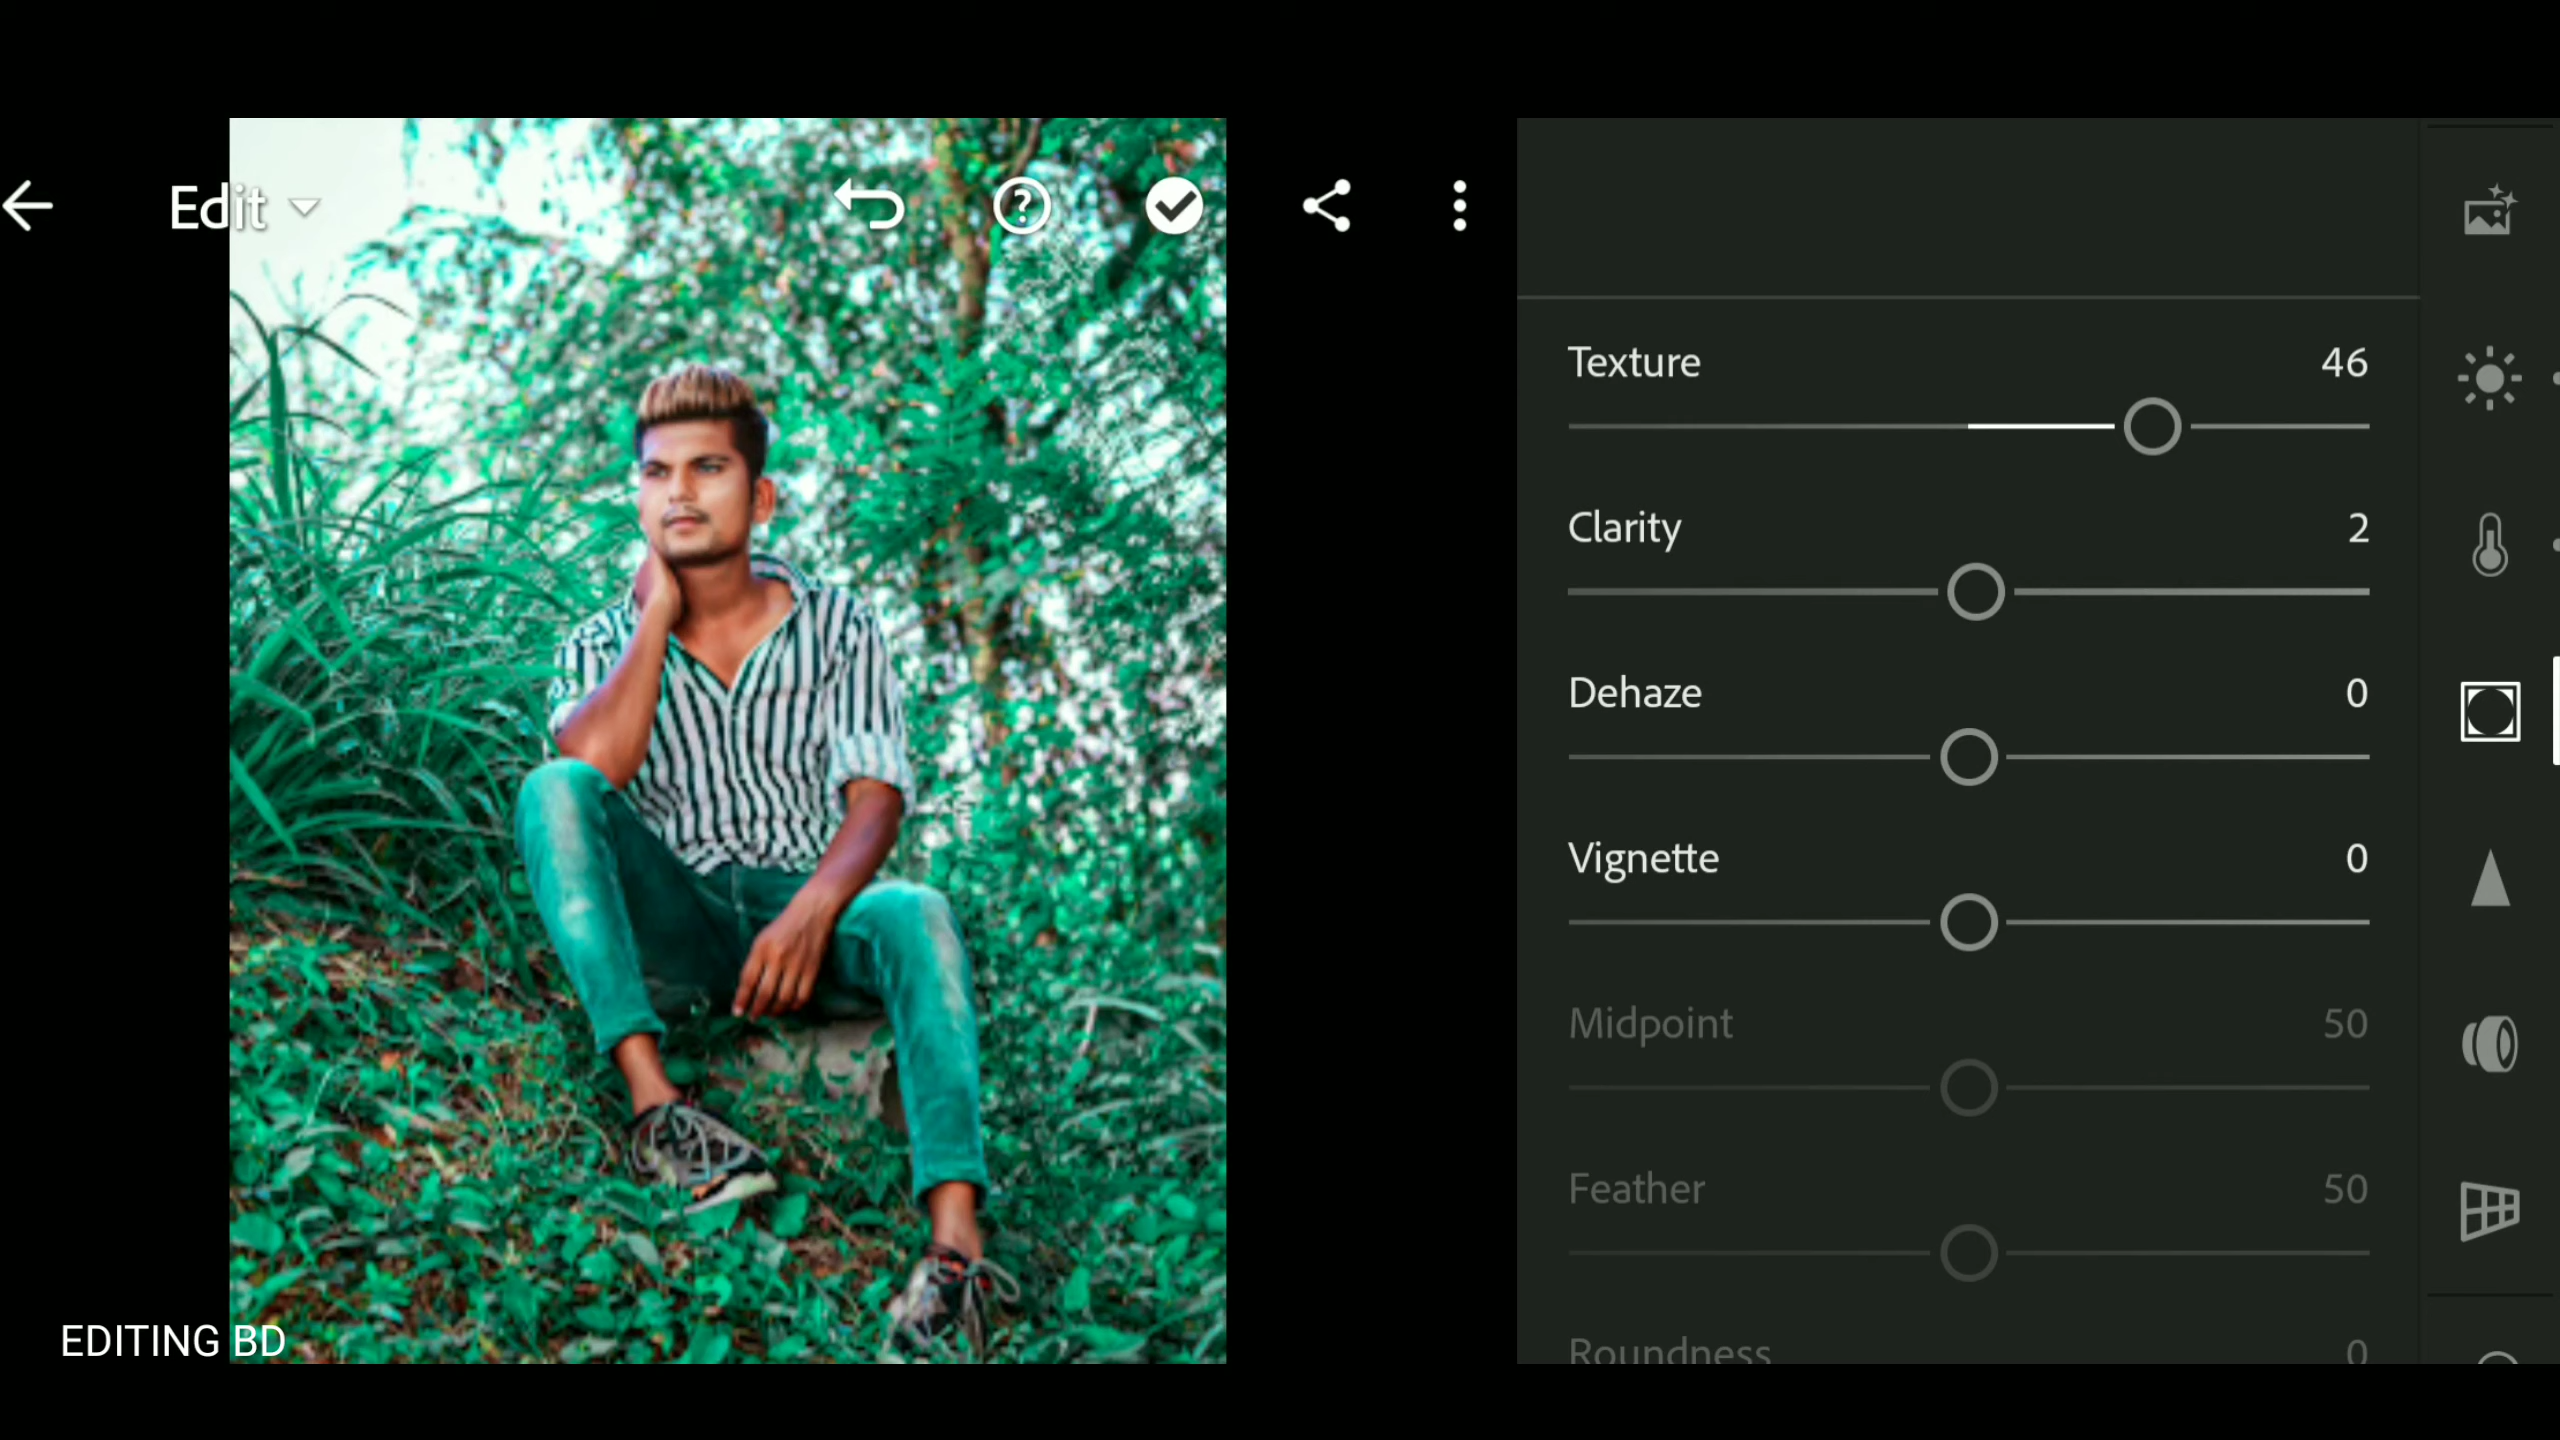 Edit
Texture 46
Clarity 2
Dehaze 0
Vignette 0
Midpoint 50
Feather 50
Roundness 0
EDITING BD